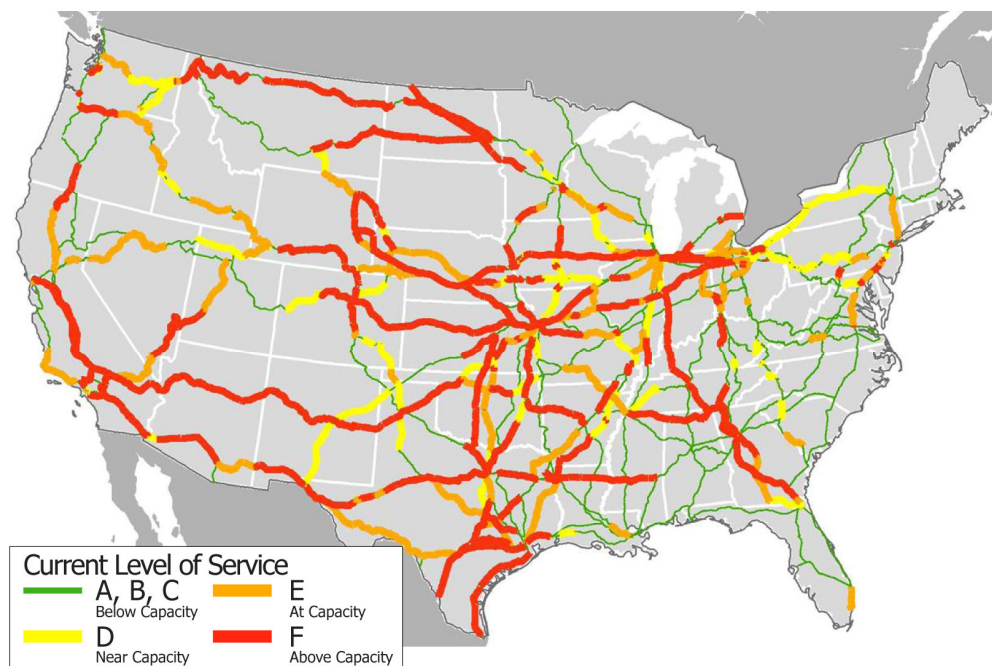 Current Level of Service
A, B, C
Below Capacity
E
At Capacity
D
Near Capacity
F
Above Capacity